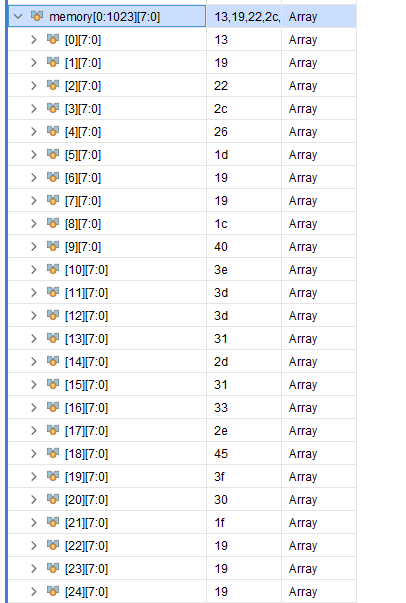 memory[0:1023][7:0] 13,19,22,2c, Array
[0][7:0] 13 Array
[1][7:0] 19 Array
[2][7:0] 22 Array
[3][7:0] 2c Array
[4][7:0] 26 Array
[5][7:0] 1d Array
[6][7:0] 19 Array
[7][7:0] 19 Array
[8][7:0] 1c Array
[9][7:0] 40 Array
[10][7:0] 3e Array
[11][7:0] 3d Array
[12][7:0] 3d Array
[13][7:0] 31 Array
[14][7:0] 2d Array
[15][7:0] 31 Array
[16][7:0] 33 Array
[17][7:0] 2e Array
[18][7:0] 45 Array
[19][7:0] 3f Array
[20][7:0] 30 Array
[21][7:0] 1f Array
[22][7:0] 19 Array
[23][7:0] 19 Array
[24][7:0] 19 Array